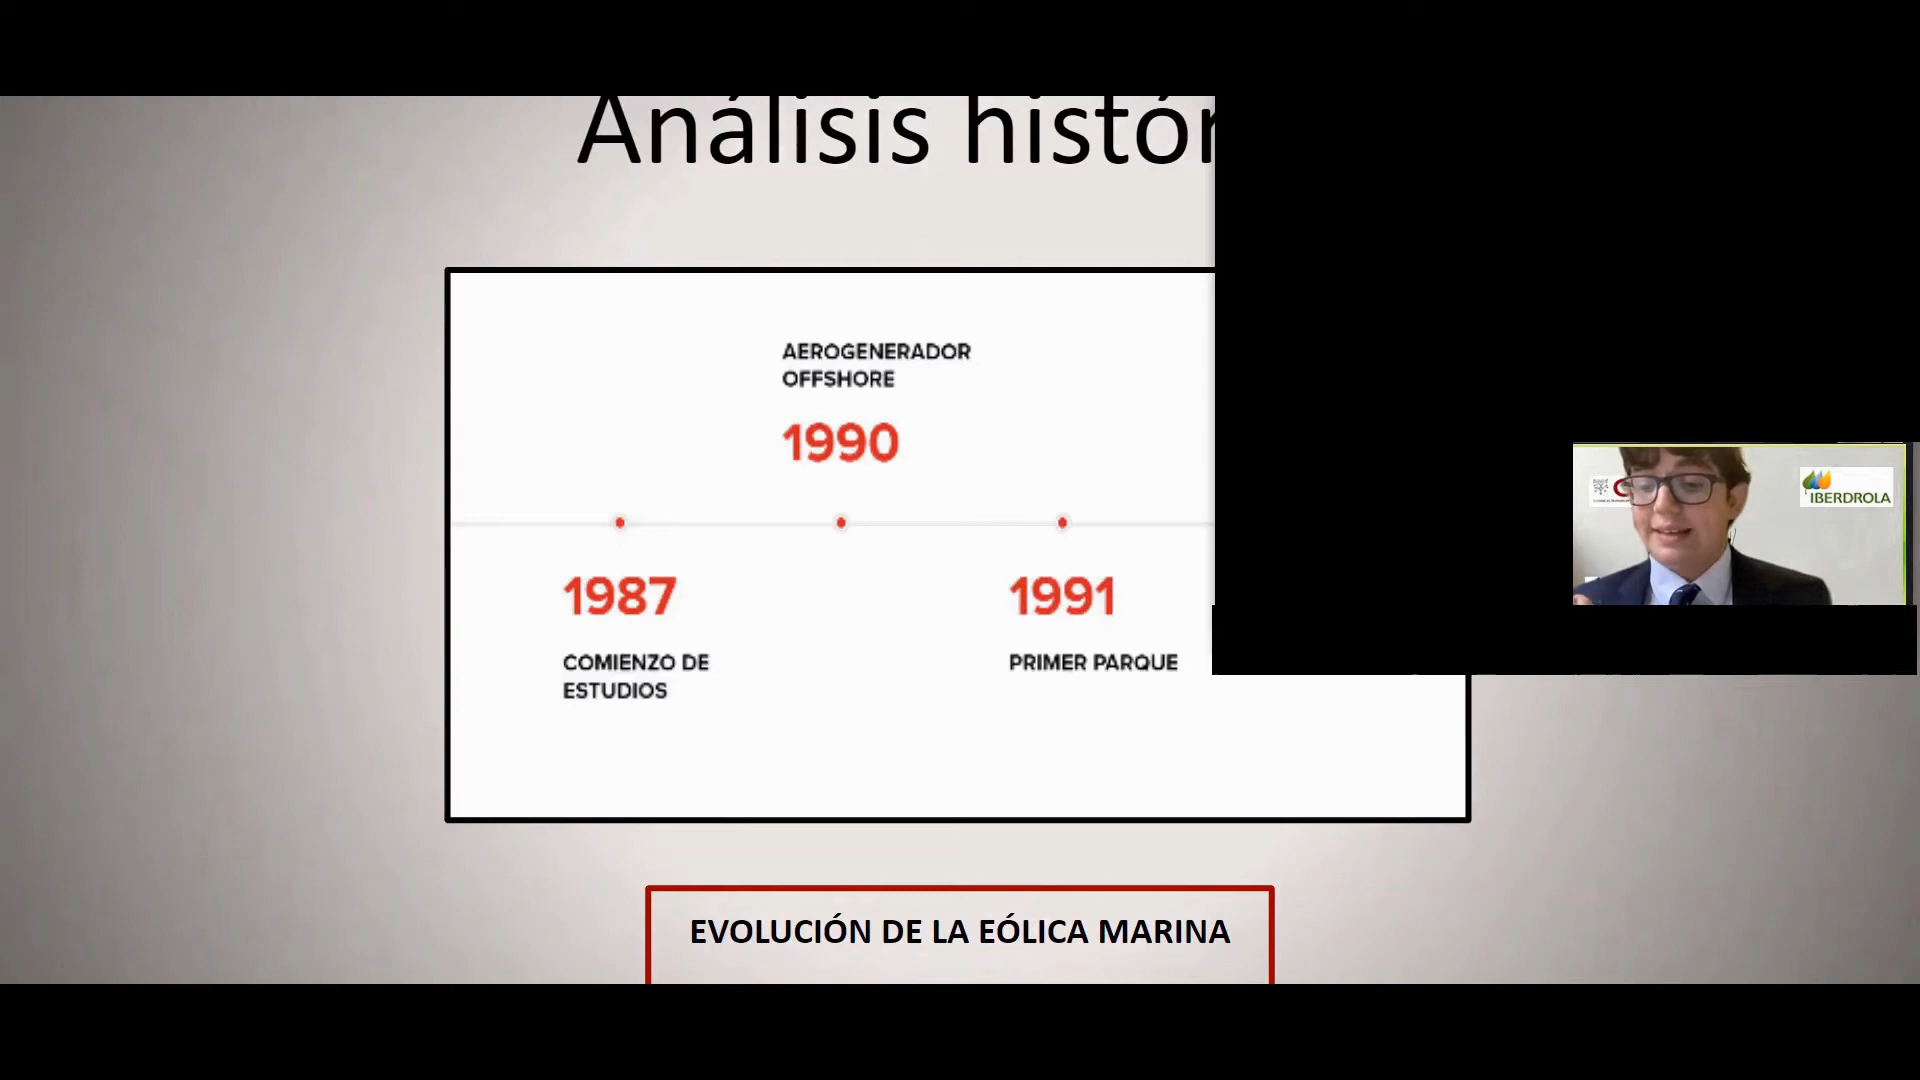 Análisis histór
AEROGENERADOR
OFFSHORE
1990
1987
COMIENZO DE
ESTUDIOS
1991
PRIMER PARQUE
IBERDROLA
EVOLUCIÓN DE LA EÓLICA MARINA